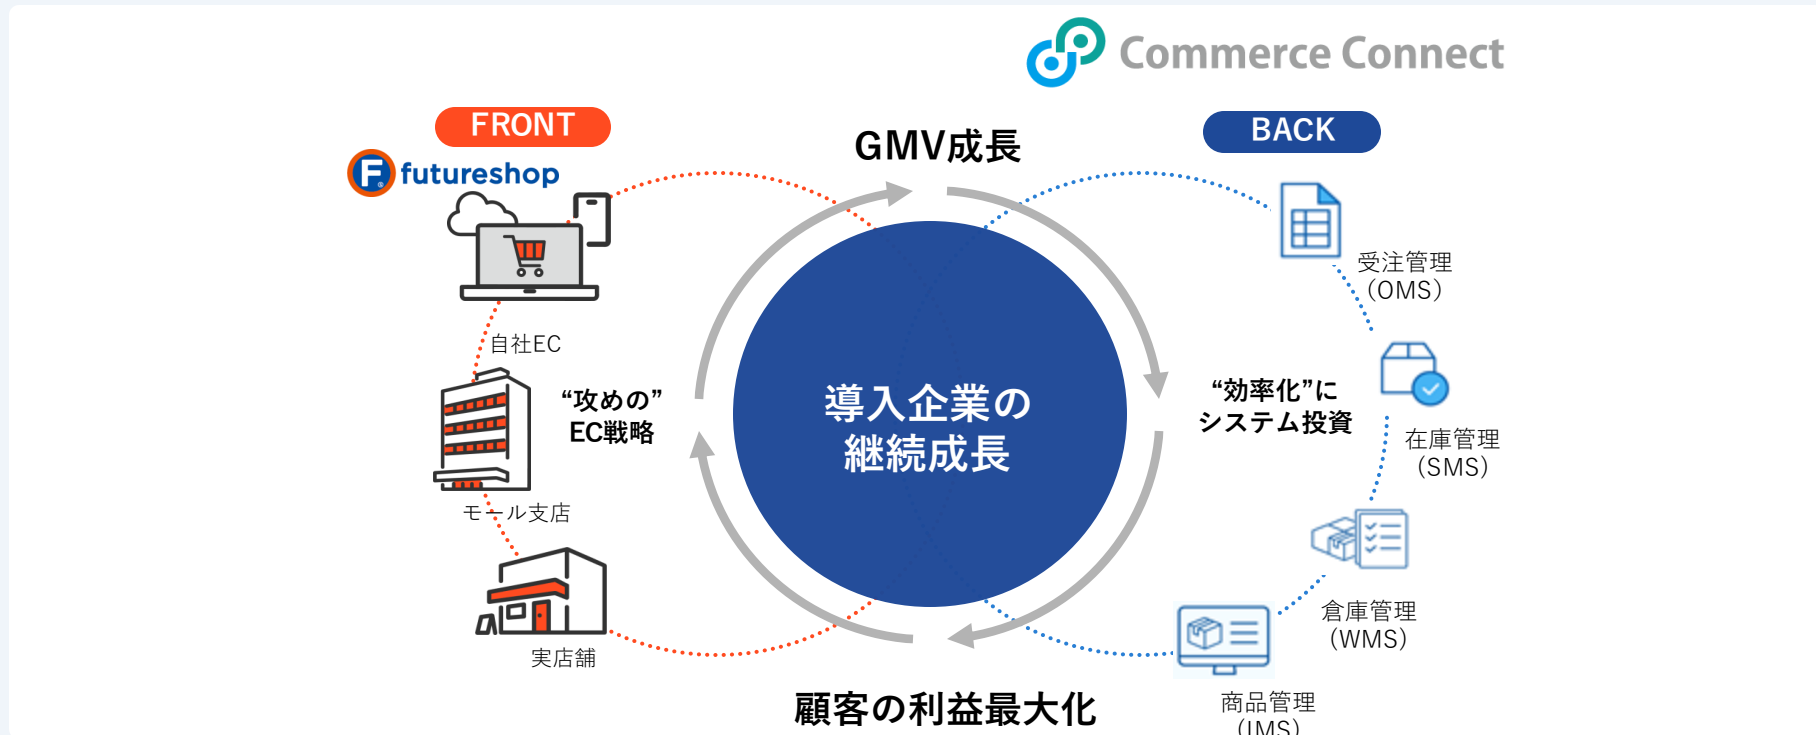 Commerce Connect
FRONT
futureshop
自社EC
モール支店
実店舗
“攻めの”
EC戦略
GMV成長
導入企業の
継続成長
顧客の利益最大化
BACK
“効率化”に
システム投資
受注管理
（OMS）
在庫管理
（SMS）
倉庫管理
（WMS）
商品管理
（IMS）